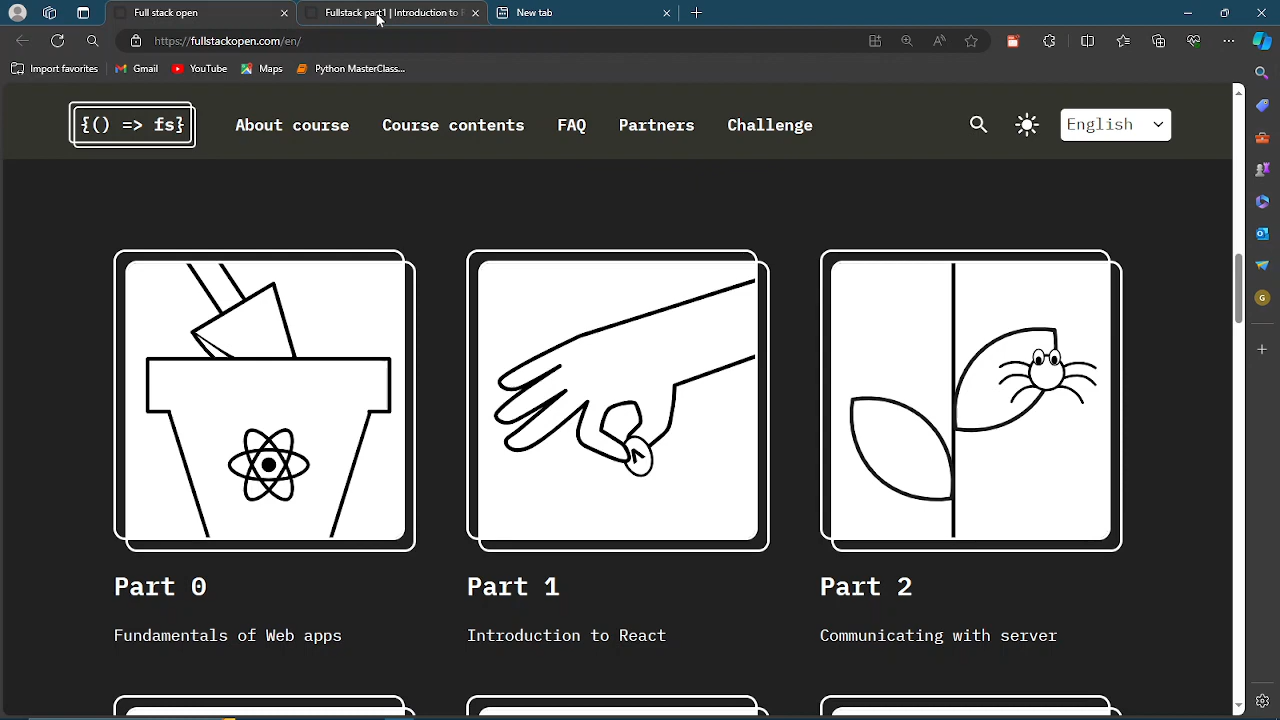 Full stack open
Fullstack part1 | Introduction to
New tab
https://fullstackopen.com/en/
Import favorites
Gmail
YouTube
Maps
Python MasterClass...
{() => fs}
About course
Course contents
FAQ
Partners
Challenge
English
Part 0
Part 1
Part 2
Fundamentals of Web apps
Introduction to React
Communicating with server